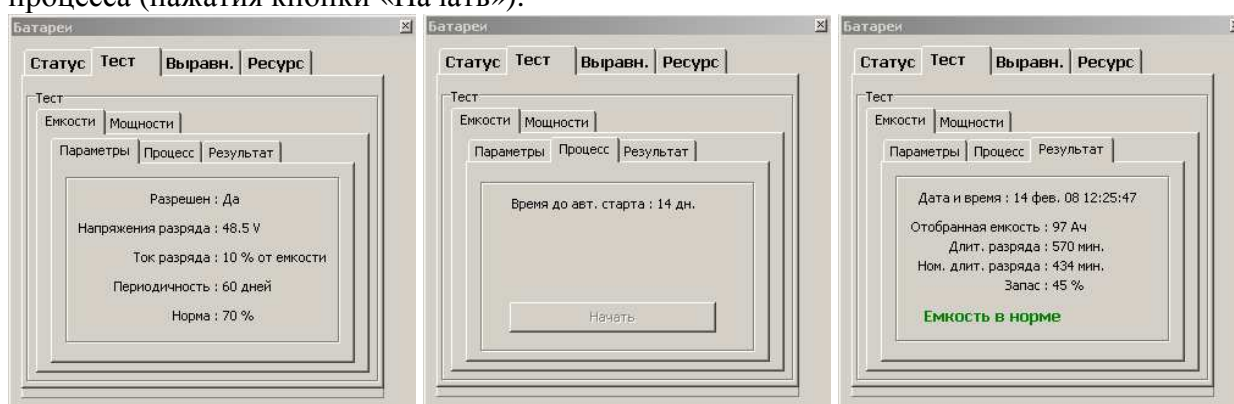 процесса (нажатия кнопки «Начать»).
Батареи
Статус Тест Выравн. Ресурс
Тест
Емкости Мощности
Параметры Процесс Результат
Разрешен : Да
Напряжения разряда : 48.5 V
Ток разряда : 10 % от емкости
Периодичность : 60 дней
Норма : 70 %
Батареи
Статус Тест Выравн. Ресурс
Тест
Емкости Мощности
Параметры Процесс Результат
Время до авт. старта : 14 дн.
Начать
Батареи
Статус Тест Выравн. Ресурс
Тест
Емкости Мощности
Параметры Процесс Результат
Дата и время : 14 фев. 08 12:25:47
Отобранная емкость : 97 Ач
Длит. разряда : 570 мин.
Ном. длит. разряда : 434 мин.
Запас : 45 %
Емкость в норме